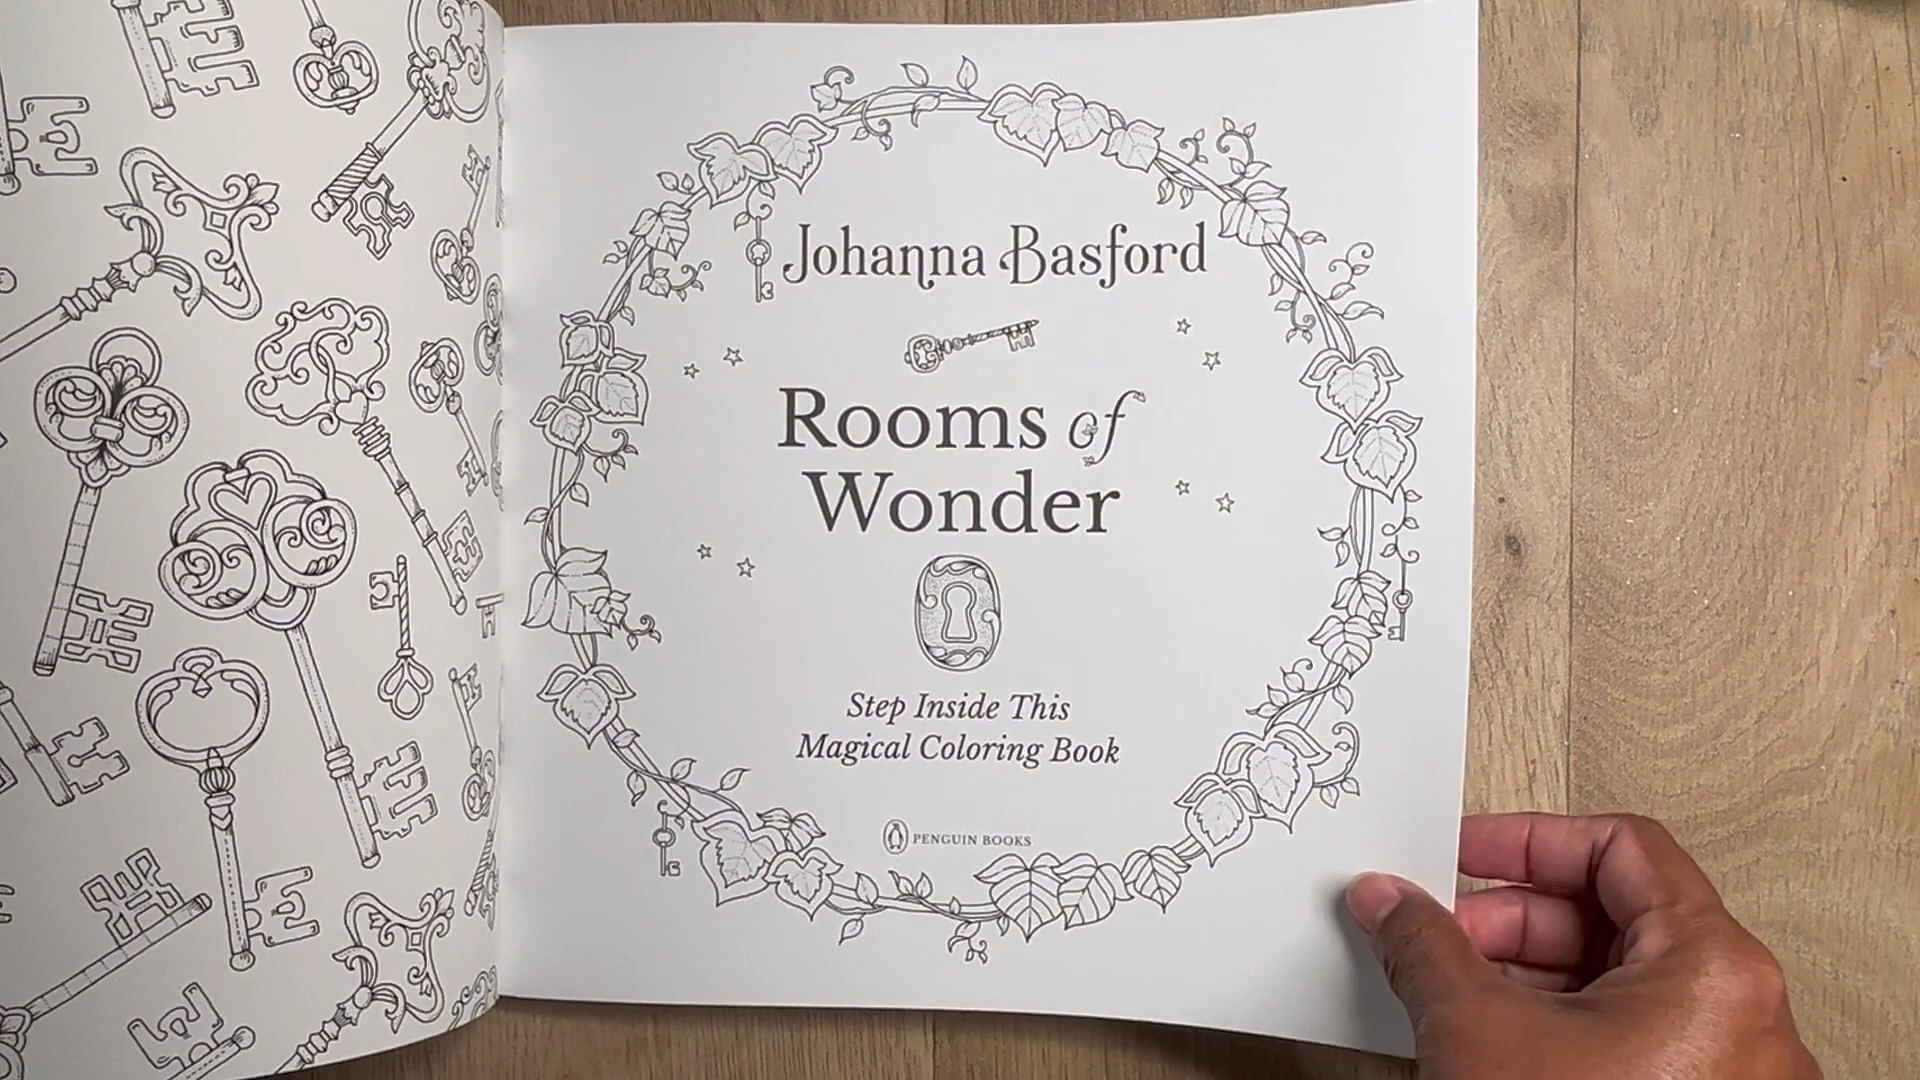 Johanna Basford
Rooms of
Wonder
Step Inside This
Magical Coloring Book
PENGUIN BOOKS